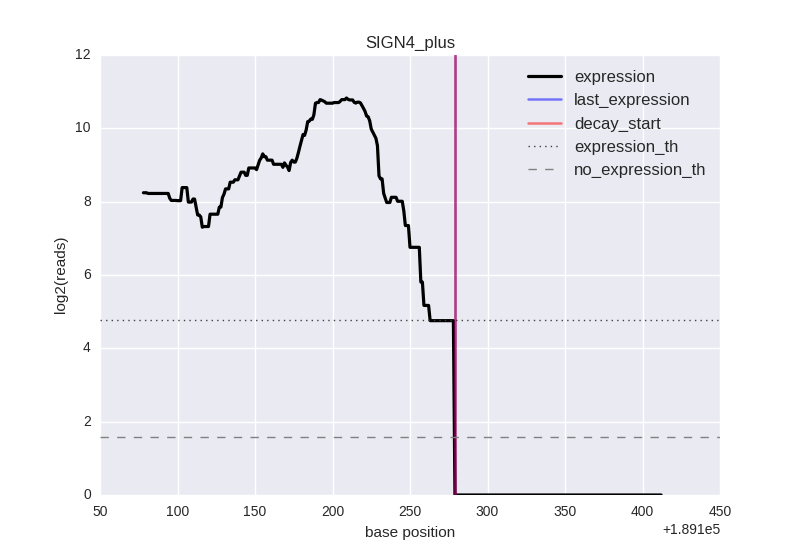 SIGN4_plus
12
10
8
6
4
2
0
log2(reads)
expression
last_expression
decay_start
expression_th
no_expression_th
50 100 150 200 250 300 350 400 450
+1.891e5
base position